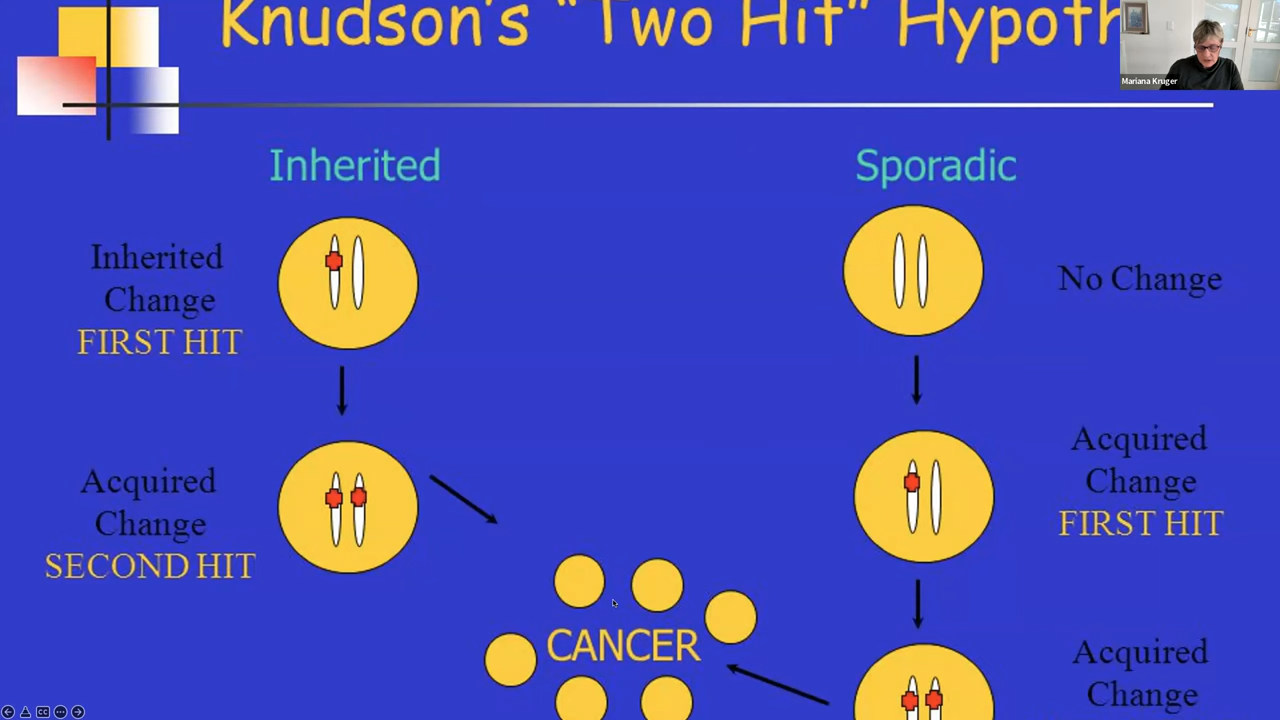 Knudson's "Two Hit" Hypoth
Mariana Kruger
Inherited
Sporadic
Inherited
Change
FIRST HIT
No Change
Acquired
Change
SECOND HIT
Acquired
Change
FIRST HIT
CANCER
Acquired
Change